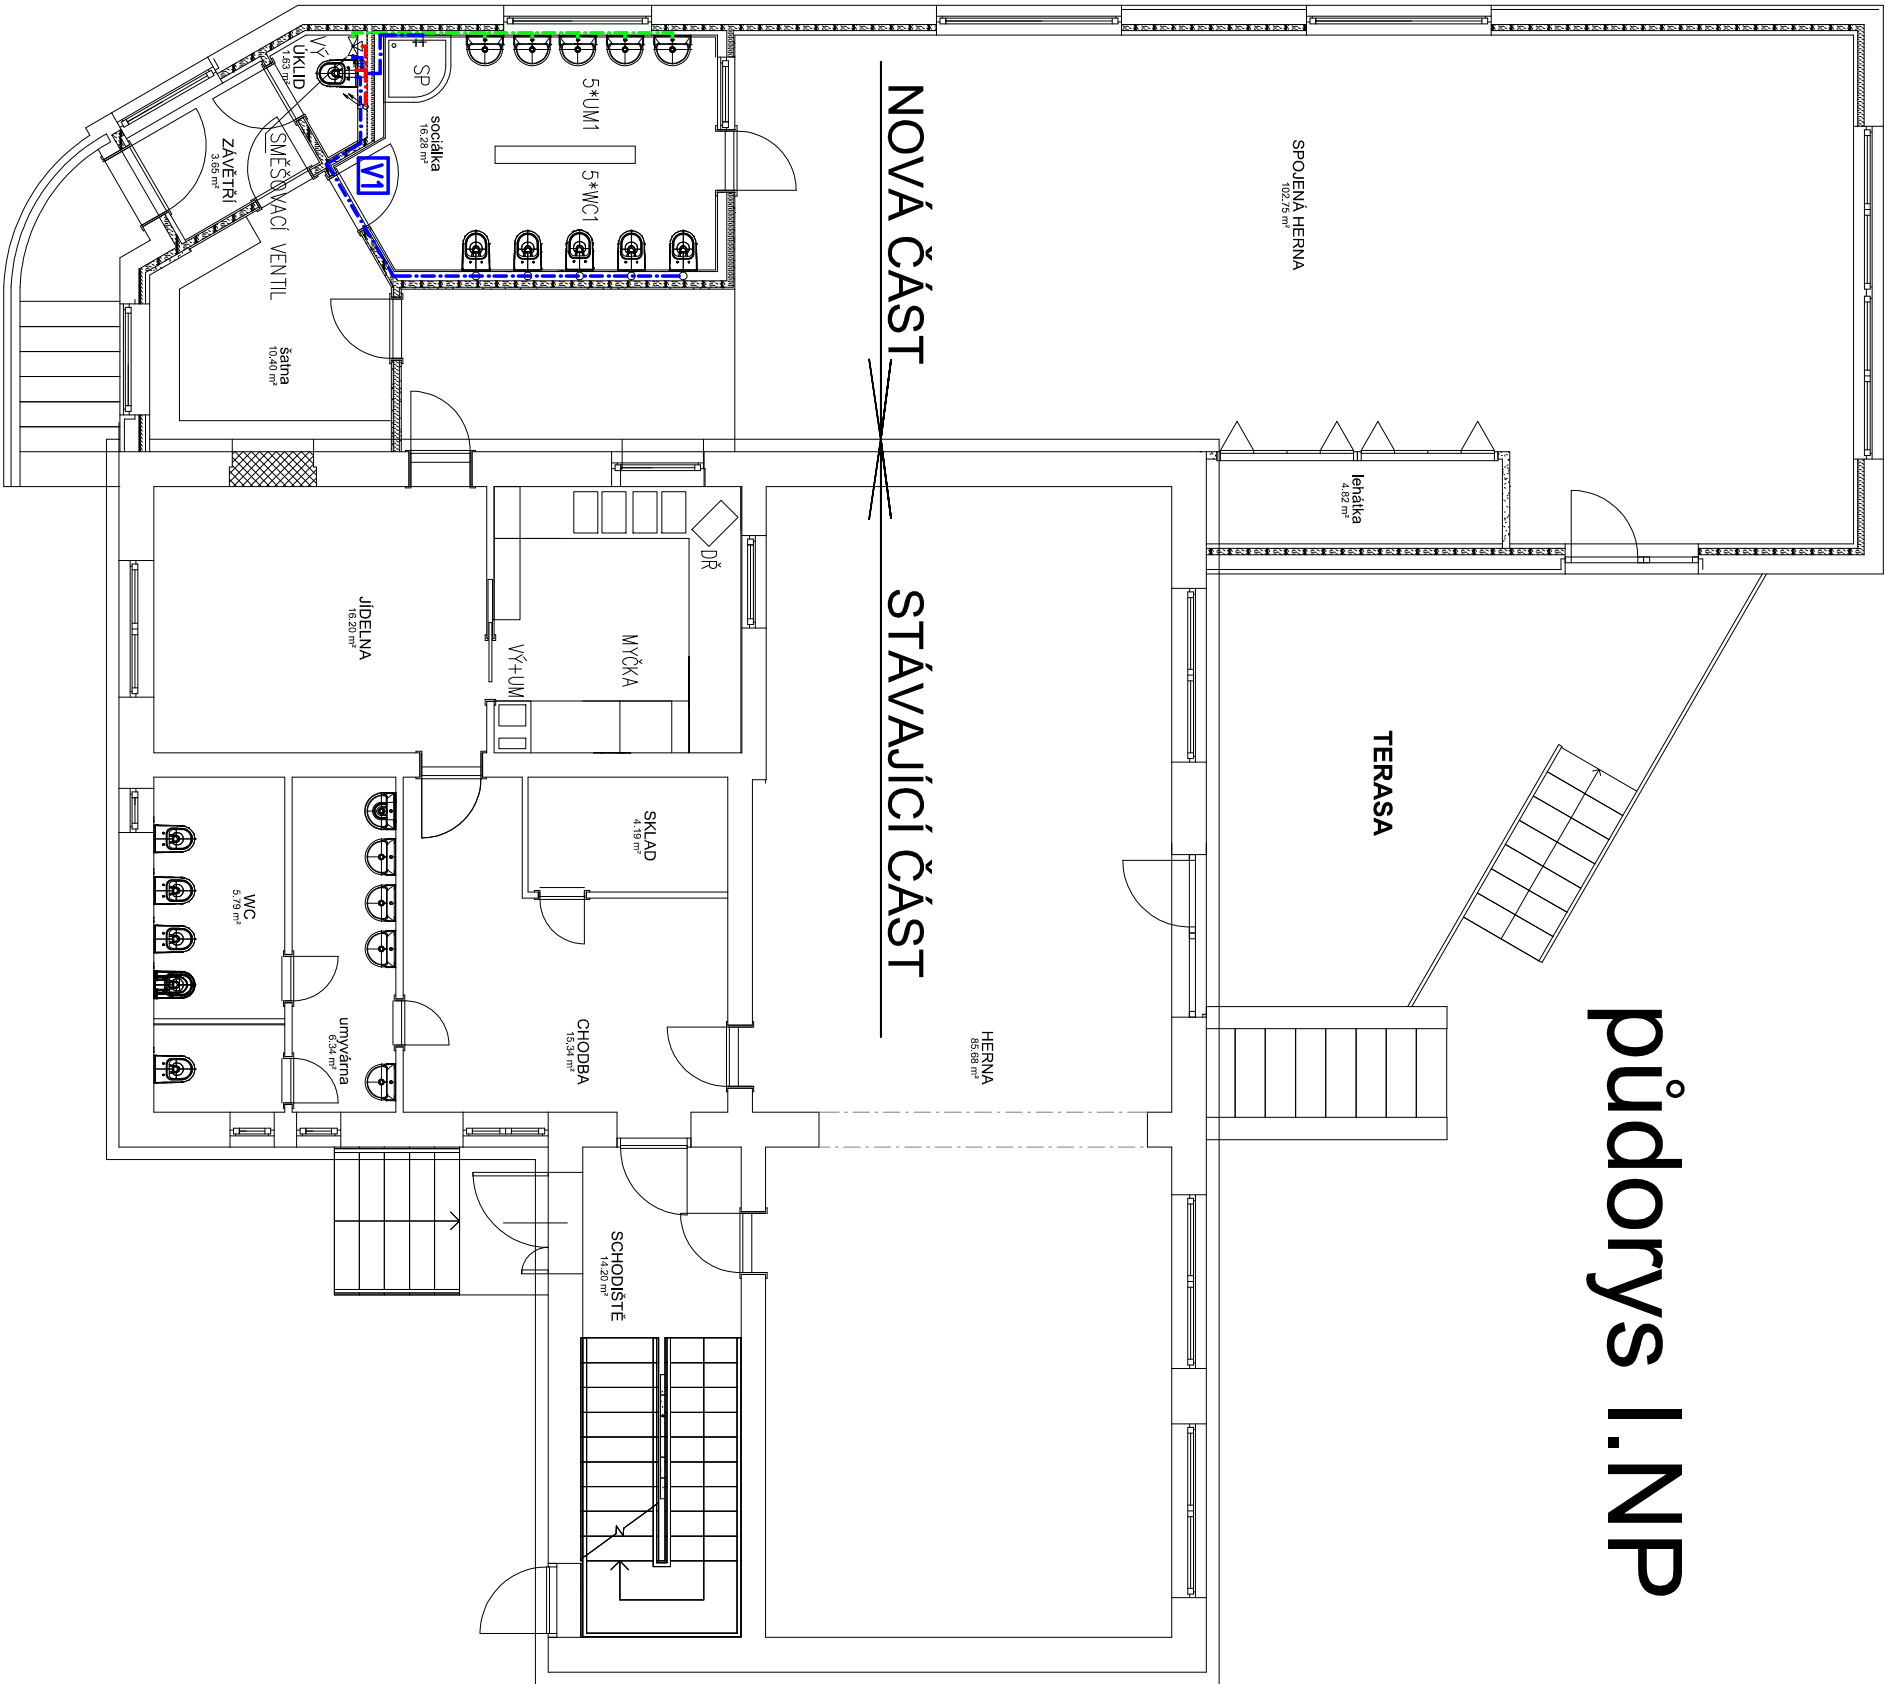 půdorys I.NP
NOVÁ ČÁST
STÁVAJÍCÍ ČÁST
SPOJENÁ HERNA
102.75 m²
lehátka
4.82 m²
TERASA
HERNA
85.68 m²
5*UM1
5*WC1
SP
sociálka
16.28 m²
V1
VÝ
ÚKLID
1.63 m²
SMĚŠOVACÍ VENTIL
ZÁVĚTŘÍ
3.65 m²
šatna
10.40 m²
DŘ
MYČKA
VÝ+UM
JÍDELNA
16.20 m²
SKLAD
4.19 m²
WC
5.79 m²
umývárna
6.34 m²
CHODBA
15.34 m²
SCHODIŠTĚ
14.20 m²